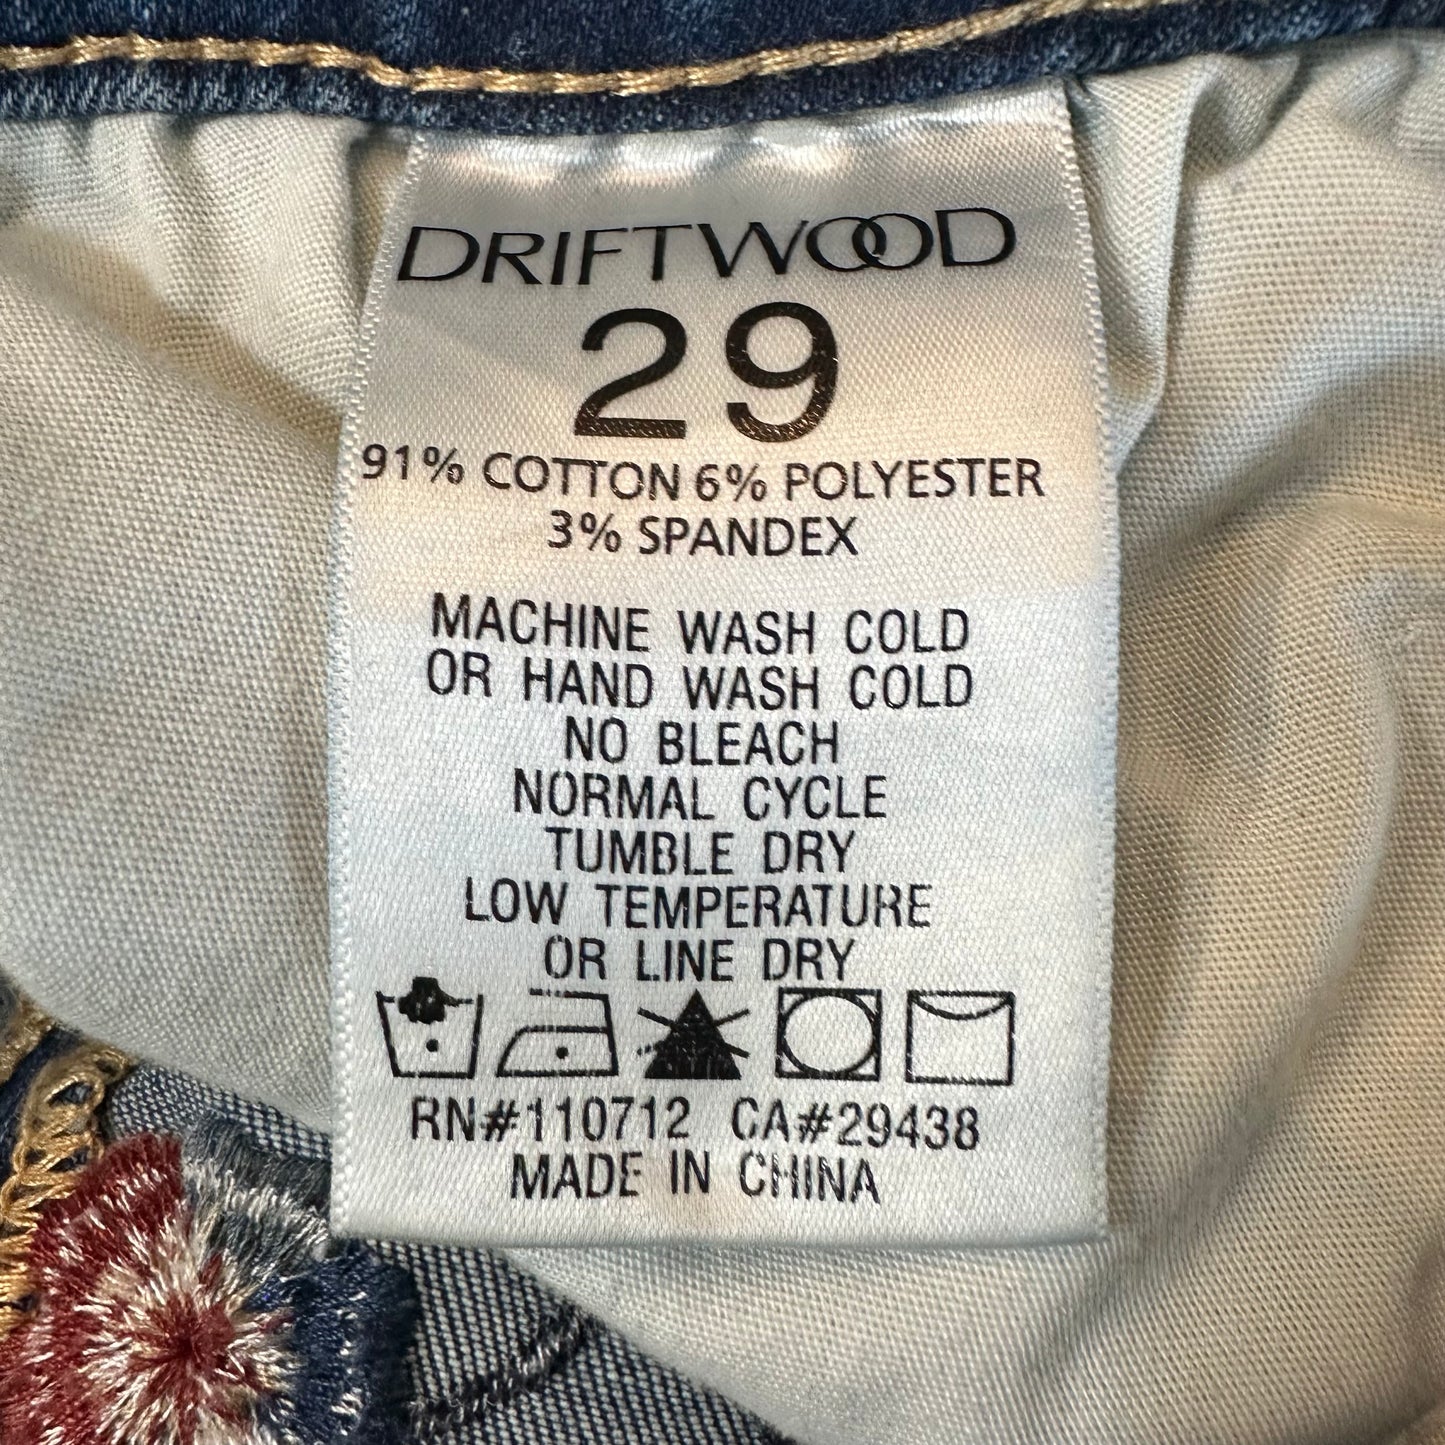 DRIFTWOOD
29
91% COTTON 6% POLYESTER
3% SPANDEX
MACHINE WASH COLD
OR HAND WASH COLD
NO BLEACH
NORMAL CYCLE
TUMBLE DRY
LOW TEMPERATURE
OR LINE DRY
RN#110712 CA#29438
MADE IN CHINA